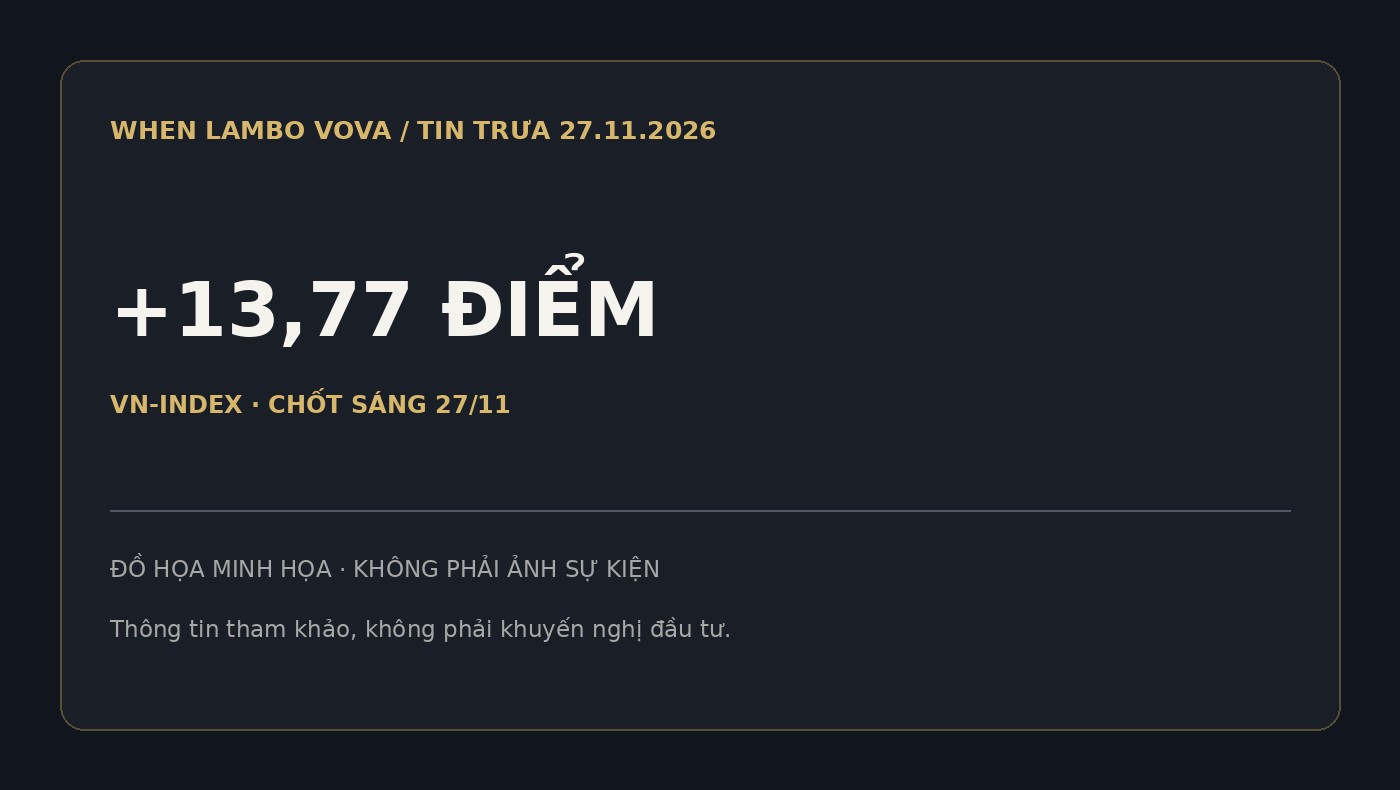 WHEN LAMBO VOVA / TIN TRƯA 27.11.2026
+13,77 ĐIỂM
VN-INDEX · CHỐT SÁNG 27/11
ĐỒ HỌA MINH HỌA · KHÔNG PHẢI ẢNH SỰ KIỆN
Thông tin tham khảo, không phải khuyến nghị đầu tư.